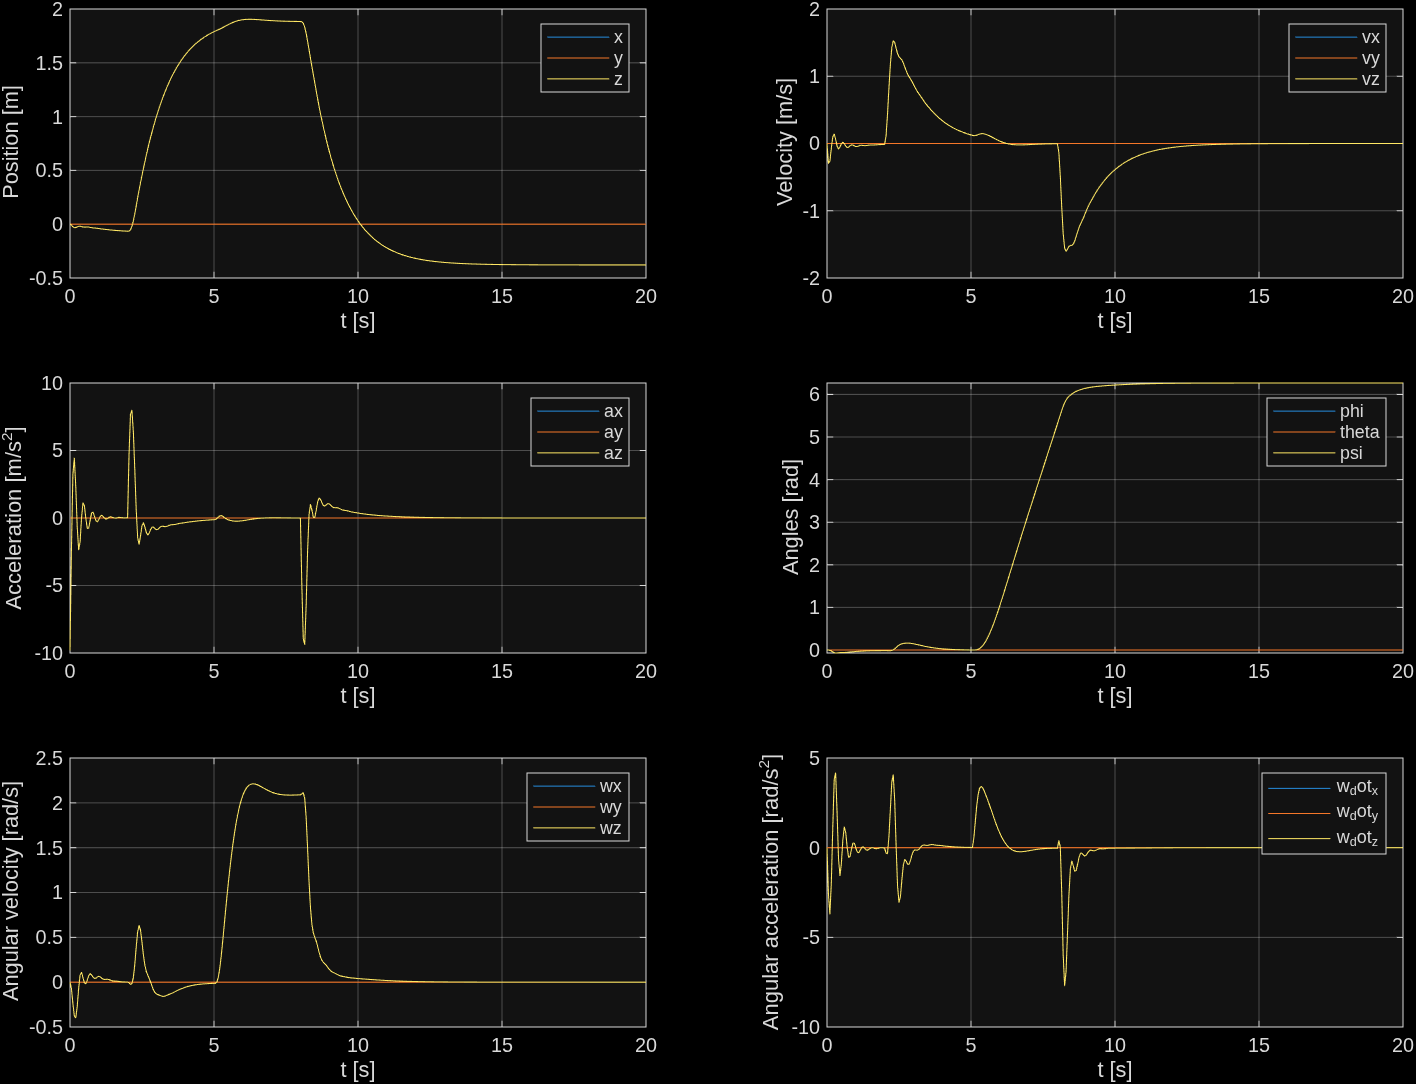 2
1.5
1
0.5
0
-0.5
0 5 10 15 20
t [s]
Position [m]
x
y
z
2
1
0
-1
-2
0 5 10 15 20
t [s]
Velocity [m/s]
vx
vy
vz
10
5
0
-5
-10
0 5 10 15 20
t [s]
Acceleration [m/s²]
ax
ay
az
6
5
4
3
2
1
0
0 5 10 15 20
t [s]
Angles [rad]
phi
theta
psi
2.5
2
1.5
1
0.5
0
-0.5
0 5 10 15 20
t [s]
Angular velocity [rad/s]
wx
wy
wz
5
0
-5
-10
0 5 10 15 20
t [s]
Angular acceleration [rad/s²]
w_dot_x
w_dot_y
w_dot_z